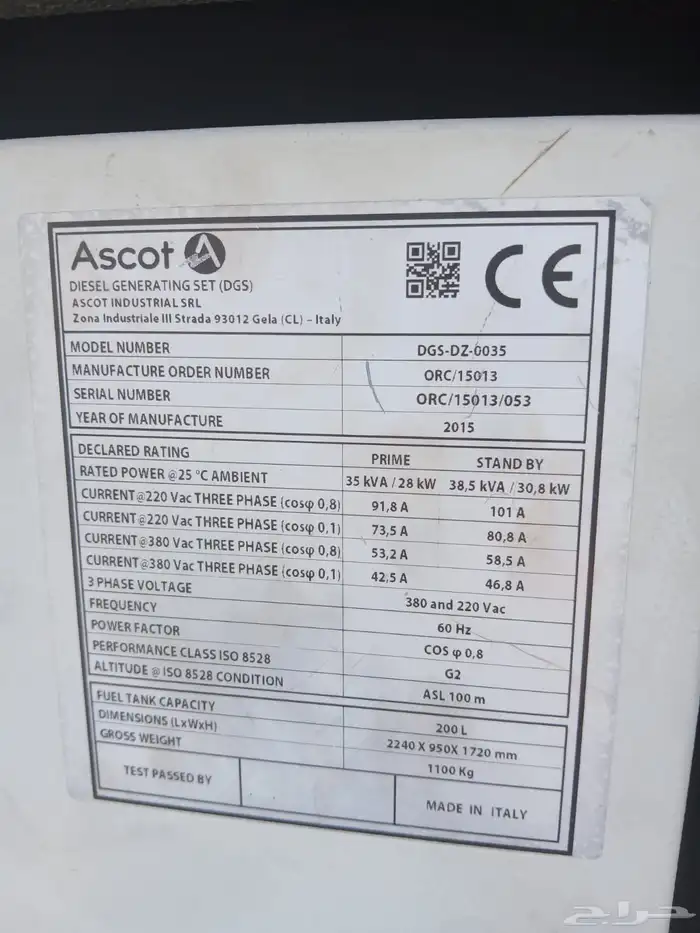 Ascot
DIESEL GENERATING SET (DGS)
ASCOT INDUSTRIAL SRL
Zona Industriale III Strada 93012 Gela (CL) – Italy
CE
MODEL NUMBER DGS-DZ-0035
MANUFACTURE ORDER NUMBER ORC/15013
SERIAL NUMBER ORC/15013/053
YEAR OF MANUFACTURE 2015
DECLARED RATING PRIME STAND BY
RATED POWER @25 °C AMBIENT 35 kVA / 28 kW 38,5 kVA / 30,8 kW
CURRENT@220 Vac THREE PHASE (cosφ 0,8) 91,8 A 101 A
CURRENT@220 Vac THREE PHASE (cosφ 0,1) 73,5 A 80,8 A
CURRENT@380 Vac THREE PHASE (cosφ 0,8) 53,2 A 58,5 A
CURRENT@380 Vac THREE PHASE (cosφ 0,1) 42,5 A 46,8 A
3 PHASE VOLTAGE 380 and 220 Vac
FREQUENCY 60 Hz
POWER FACTOR COS φ 0,8
PERFORMANCE CLASS ISO 8528 G2
ALTITUDE @ ISO 8528 CONDITION ASL 100 m
FUEL TANK CAPACITY 200 L
DIMENSIONS (LxWxH) 2240 X 950X 1720 mm
GROSS WEIGHT 1100 Kg
TEST PASSED BY MADE IN ITALY
حراج